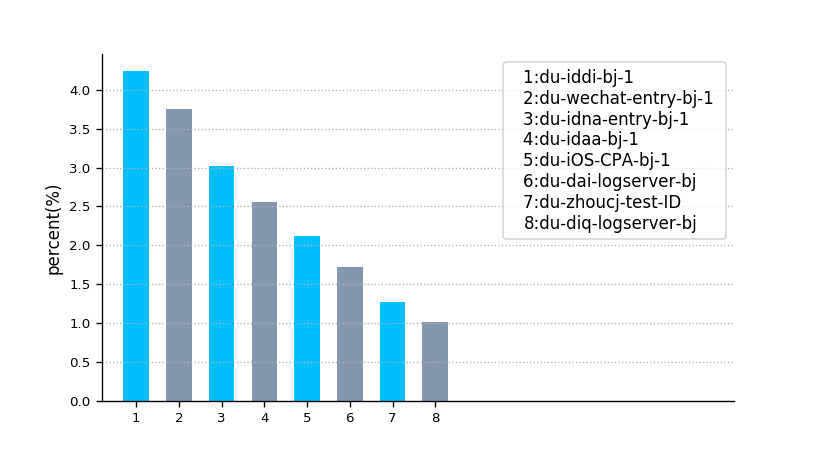 percent(%)
4.0
3.5
3.0
2.5
2.0
1.5
1.0
0.5
0.0
1 2 3 4 5 6 7 8
1:du-iddi-bj-1
2:du-wechat-entry-bj-1
3:du-idna-entry-bj-1
4:du-idaa-bj-1
5:du-iOS-CPA-bj-1
6:du-dai-logserver-bj
7:du-zhoucj-test-ID
8:du-diq-logserver-bj